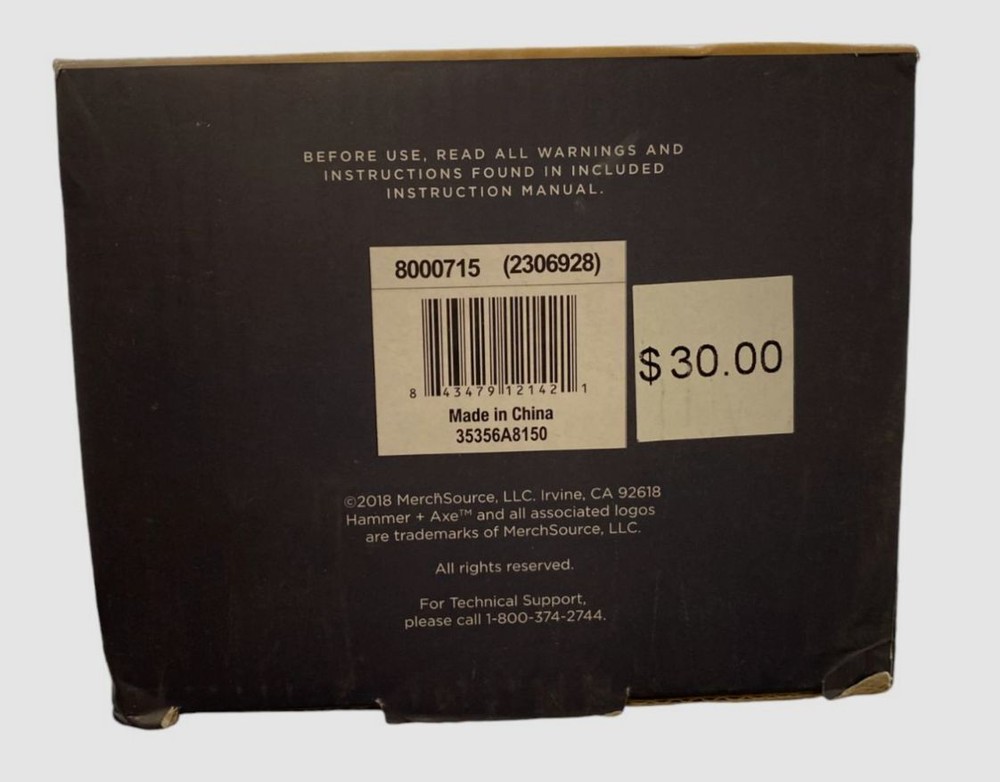 BEFORE USE, READ ALL WARNINGS AND
INSTRUCTIONS FOUND IN INCLUDED
INSTRUCTION MANUAL.
8000715 (2306928)
8 43479 12142 1
Made in China
35356A8150
$30.00
©2018 MerchSource, LLC. Irvine, CA 92618
Hammer + Axe™ and all associated logos
are trademarks of MerchSource, LLC.
All rights reserved.
For Technical Support,
please call 1-800-374-2744.